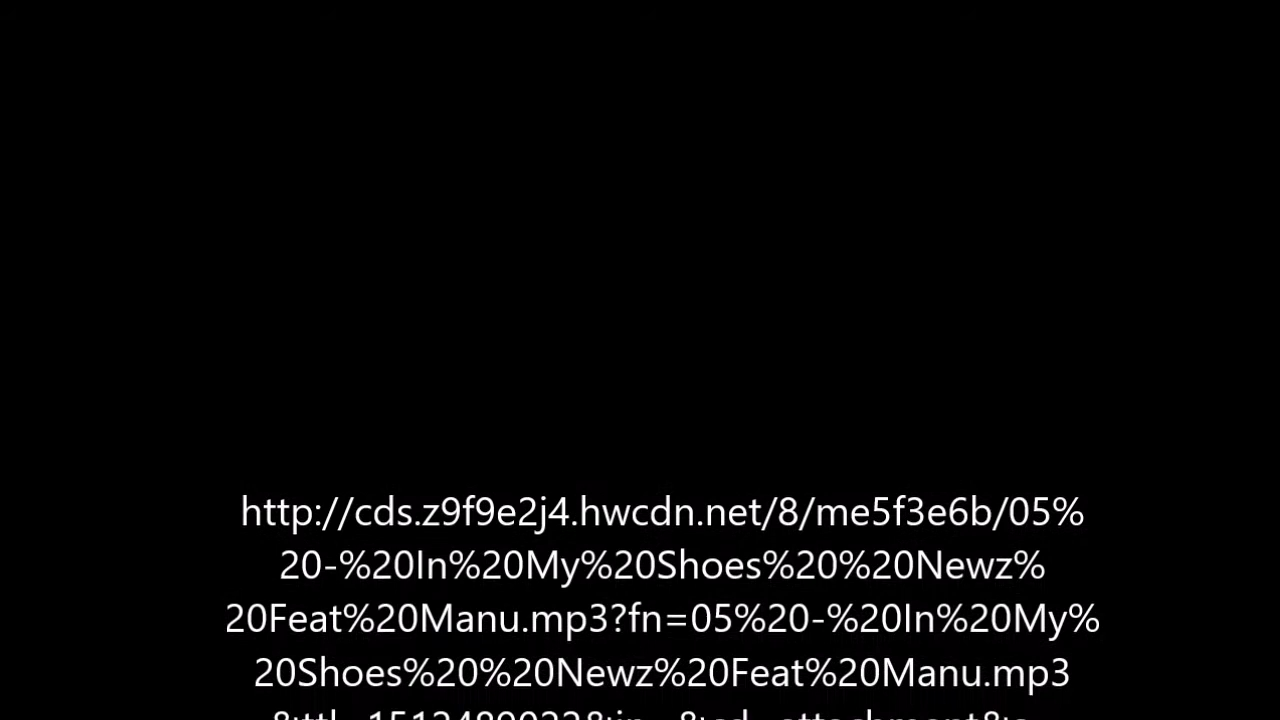 http://cds.z9f9e2j4.hwcdn.net/8/me5f3e6b/05%
20-%20In%20My%20Shoes%20%20Newz%
20Feat%20Manu.mp3?fn=05%20-%20In%20My%
20Shoes%20%20Newz%20Feat%20Manu.mp3